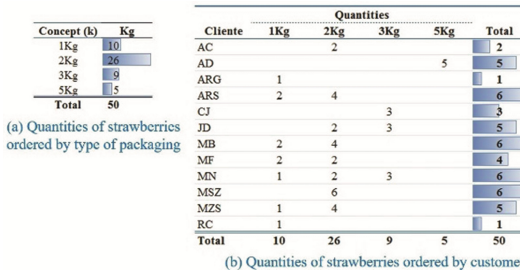 Concept (k) Kg
1Kg 10
2Kg 26
3Kg 9
5Kg 5
Total 50
(a) Quantities of strawberries
ordered by type of packaging
Quantities
Cliente 1Kg 2Kg 3Kg 5Kg Total
AC 2 2
AD 5 5
ARG 1 1
ARS 2 4 6
CJ 3 3
JD 2 3 5
MB 2 4 6
MF 2 2 4
MN 1 2 3 6
MSZ 6 6
MZS 1 4 5
RC 1 1
Total 10 26 9 5 50
(b) Quantities of strawberries ordered by custome